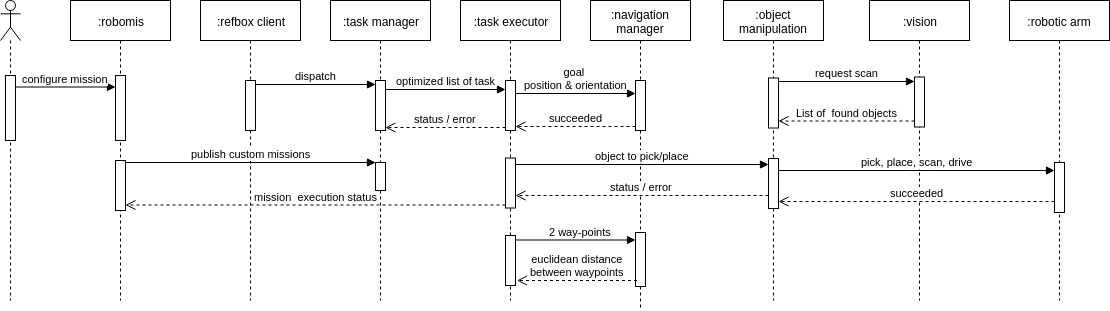 :robomis
:refbox client
:task manager
:task executor
:navigation
manager
:object
manipulation
:vision
:robotic arm
configure mission
dispatch
optimized list of task
goal
position & orientation
request scan
status / error
succeeded
List of found objects
publish custom missions
object to pick/place
pick, place, scan, drive
mission execution status
status / error
succeeded
2 way-points
euclidean distance
between waypoints